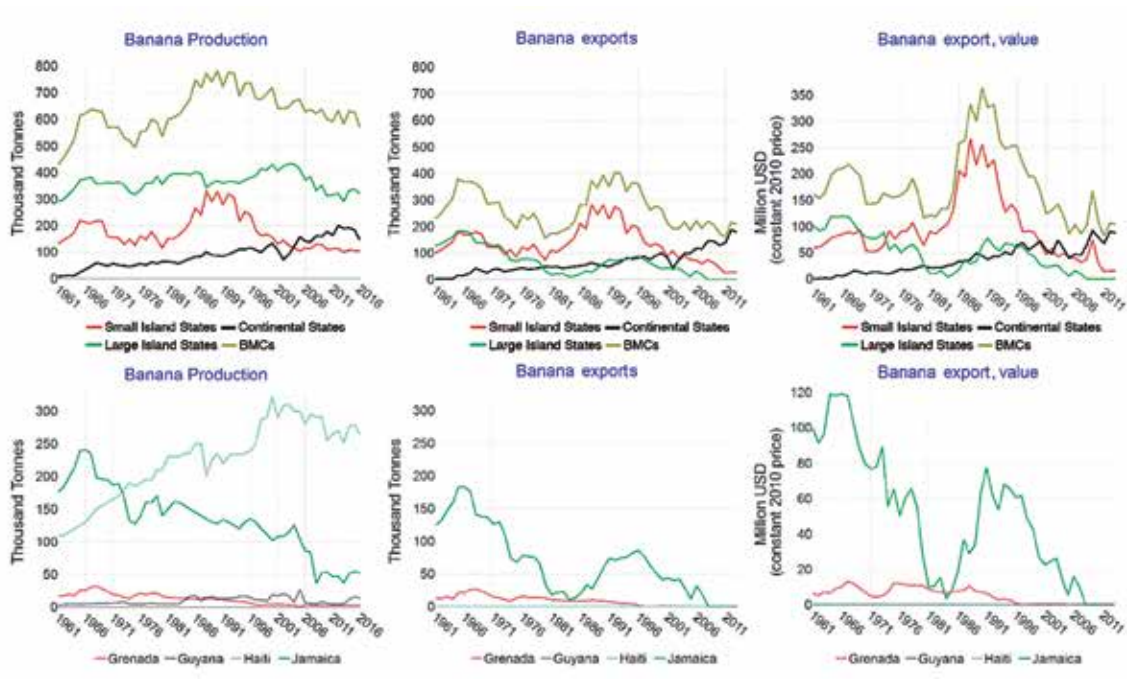 Banana Production
Thousand Tonnes
800
700
600
500
400
300
200
100
0
1961 1966 1971 1976 1981 1986 1991 1996 2001 2006 2011 2016
Small Island States Continental States
Large Island States BMCs
Banana exports
Thousand Tonnes
800
700
600
500
400
300
200
100
0
1961 1966 1971 1976 1981 1986 1991 1996 2001 2006 2011
Small Island States Continental States
Large Island States BMCs
Banana export, value
Million USD
(constant 2010 price)
350
300
250
200
150
100
50
0
1961 1966 1971 1976 1981 1986 1991 1996 2001 2006 2011
Small Island States Continental States
Large Island States BMCs
Banana Production
Thousand Tonnes
300
250
200
150
100
50
0
1961 1966 1971 1976 1981 1986 1991 1996 2001 2006 2011 2016
Grenada Guyana Haiti Jamaica
Banana exports
Thousand Tonnes
300
250
200
150
100
50
0
1961 1966 1971 1976 1981 1986 1991 1996 2001 2006 2011
Grenada Guyana Haiti Jamaica
Banana export, value
Million USD
(constant 2010 price)
120
100
80
60
40
20
0
1961 1966 1971 1976 1981 1986 1991 1996 2001 2006 2011
Grenada Guyana Haiti Jamaica